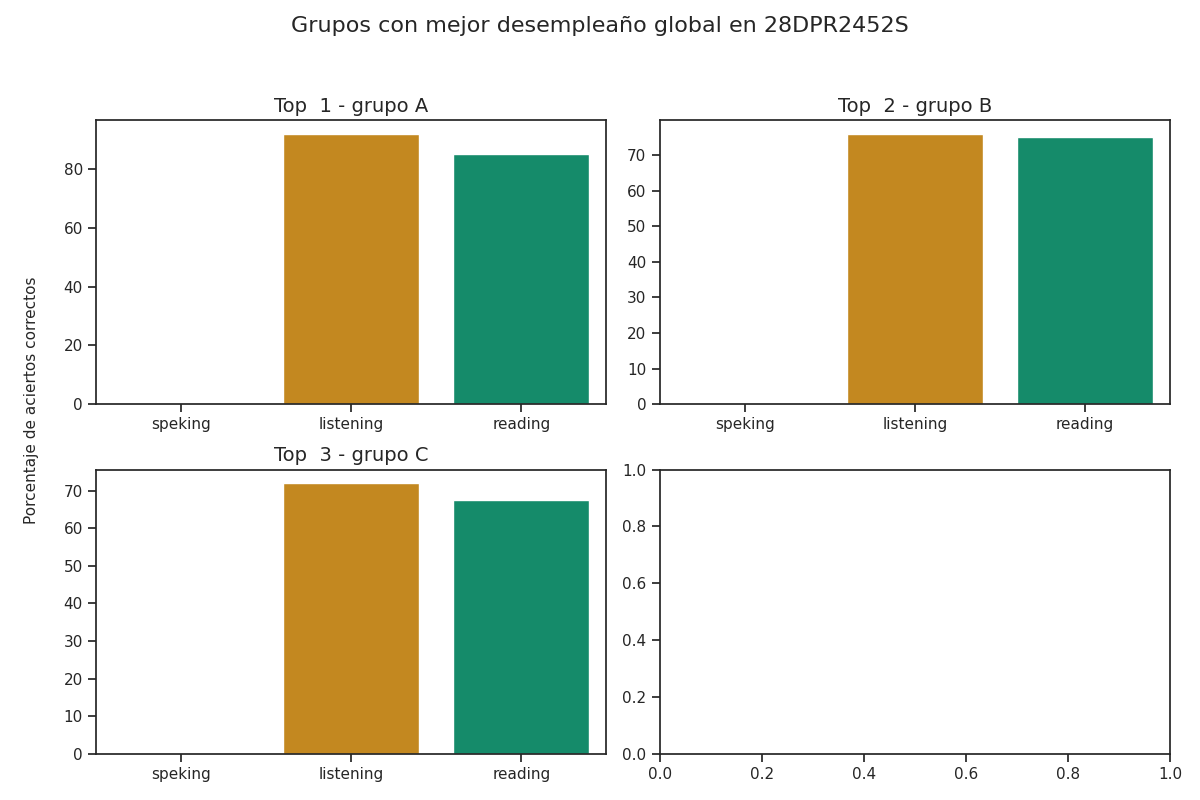 Grupos con mejor desempleaño global en 28DPR2452S
Top  1 - grupo A
Top  2 - grupo B
80
60
40
20
0
speking
listening
reading
70
60
50
40
30
20
10
0
speking
listening
reading
Porcentaje de aciertos correctos
Top  3 - grupo C
70
60
50
40
30
20
10
0
speking
listening
reading
1.0
0.8
0.6
0.4
0.2
0.0
0.0
0.2
0.4
0.6
0.8
1.0